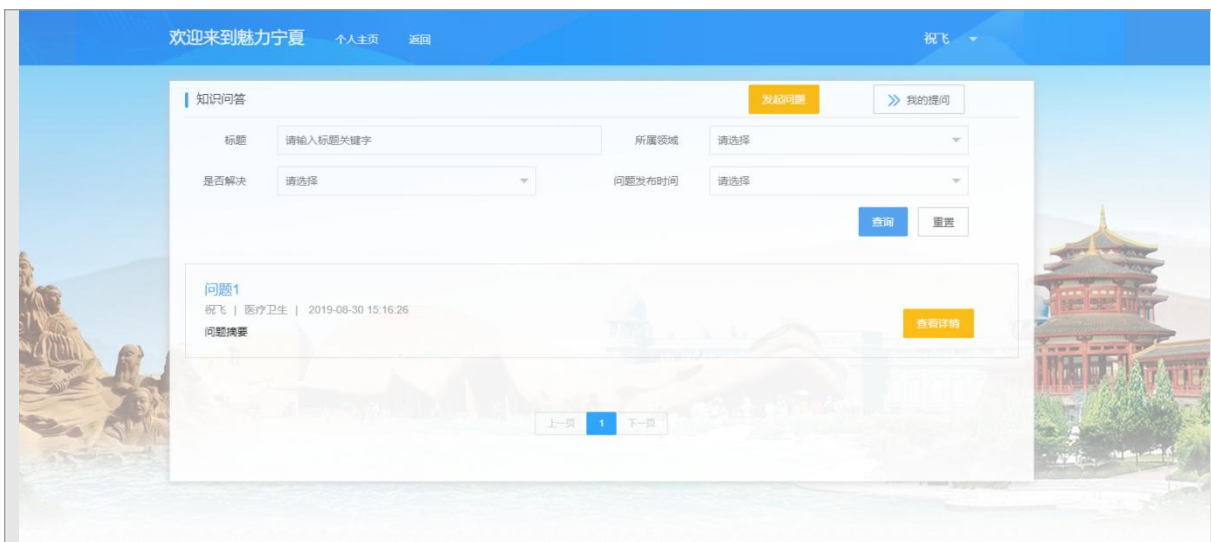 欢迎来到魅力宁夏 个人主页 返回 祝飞
知识问答 发起问题 我的提问
标题 请输入标题关键字 所属领域 请选择
是否解决 请选择 问题发布时间 请选择
查询 重置
问题1
祝飞 | 医疗卫生 | 2019-08-30 15:16:26
问题摘要
查看详情
上一页 1 下一页